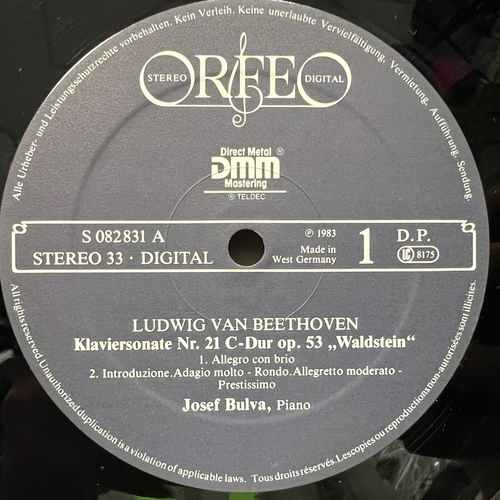 Alle Urheber- und Leistungsschutzrechte vorbehalten. Kein Verleih. Keine unerlaubte Vervielfältigung, Vermietung, Aufführung, Sendung!
ORFEO
STEREO DIGITAL
Direct Metal ®
DMM
Mastering
® TELDEC
S 082831 A
STEREO 33 · DIGITAL
℗ 1983
Made in
West Germany
1
D.P.
LC 8175
LUDWIG VAN BEETHOVEN
Klaviersonate Nr. 21 C-Dur op. 53 „Waldstein“
1. Allegro con brio
2. Introduzione. Adagio molto - Rondo. Allegretto moderato -
Prestissimo
Josef Bulva, Piano
All rights reserved. Unauthorized duplication is a violation of applicable laws. Tous droits réservés. Les copies ou reproductions non-autorisées sont illicites.